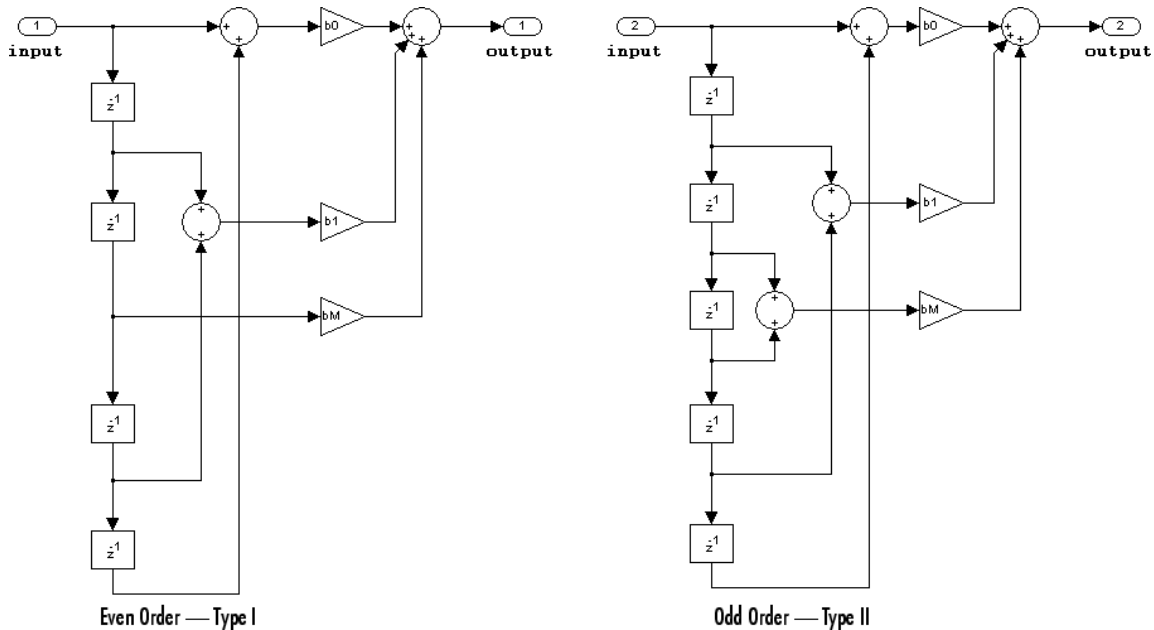 1
input
+
+
b0
+
+
+
1
output
z-1
z-1
+
+
b1
bM
z-1
z-1
Even Order — Type I
2
input
+
+
b0
+
+
+
2
output
z-1
z-1
+
+
b1
z-1
+
+
bM
z-1
z-1
Odd Order — Type II